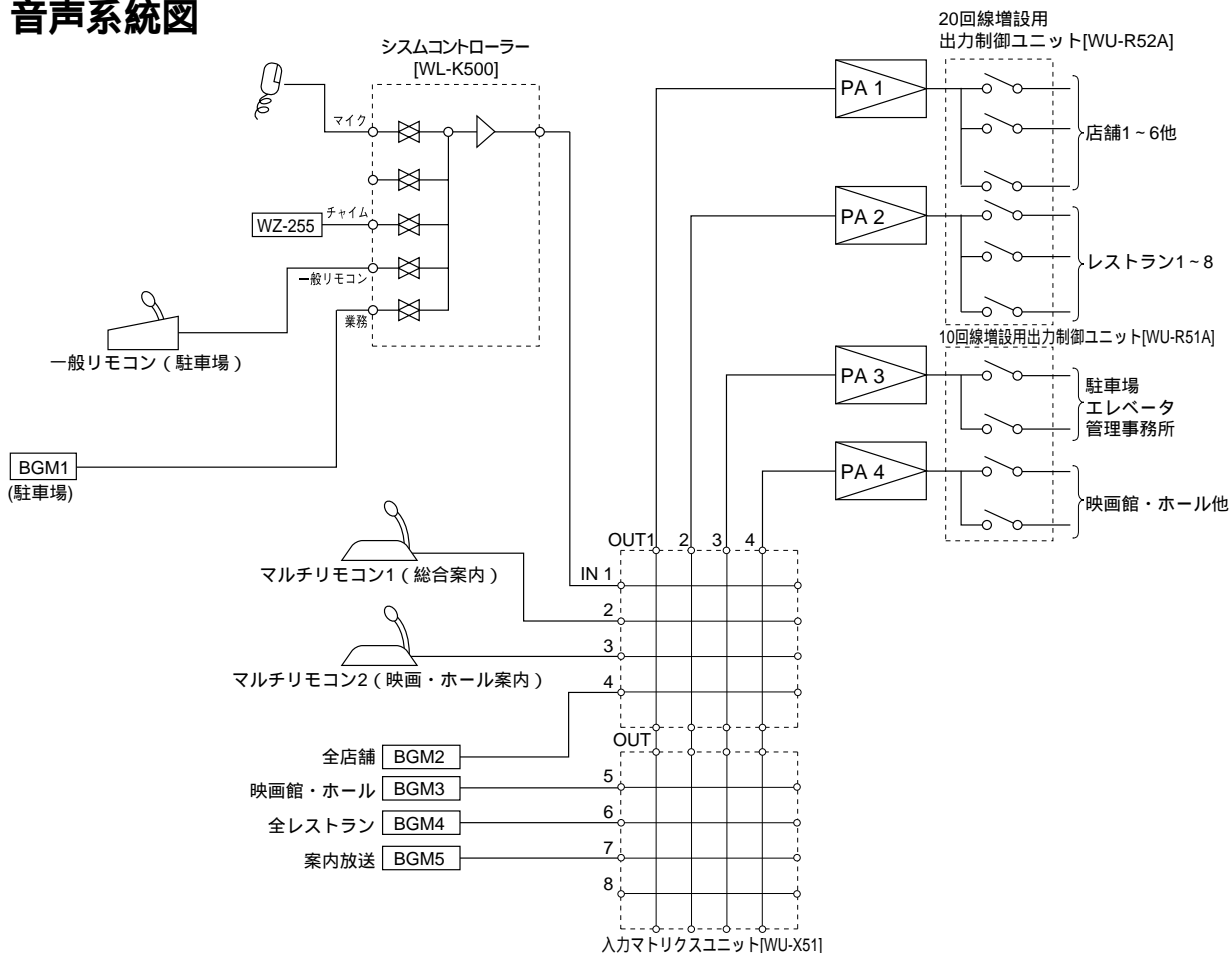 音声系統図
シスムコントローラー
[WL-K500]
マイク
チャイム
WZ-255
一般リモコン
業務
一般リモコン（駐車場）
BGM1
(駐車場)
マルチリモコン1（総合案内）
マルチリモコン2（映画・ホール案内）
全店舗 BGM2
映画館・ホール BGM3
全レストラン BGM4
案内放送 BGM5
OUT1 2 3 4
IN 1
2
3
4
OUT
5
6
7
8
入力マトリクスユニット[WU-X51]
20回線増設用
出力制御ユニット[WU-R52A]
PA 1
店舗1~6他
PA 2
レストラン1~8
10回線増設用出力制御ユニット[WU-R51A]
PA 3
駐車場
エレベータ
管理事務所
PA 4
映画館・ホール他